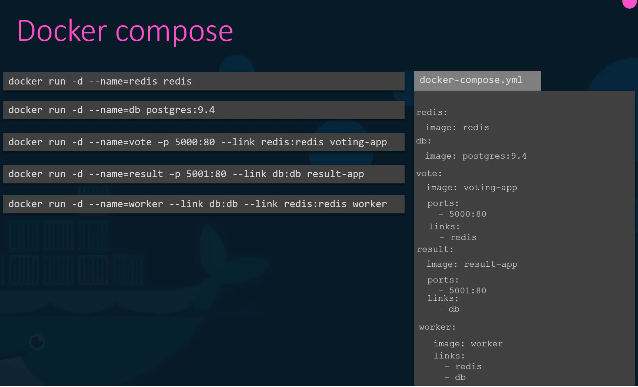 Docker compose
docker run -d --name=redis redis
docker run -d --name=db postgres:9.4
docker run -d --name=vote –p 5000:80 --link redis:redis voting-app
docker run -d --name=result –p 5001:80 --link db:db result-app
docker run -d --name=worker --link db:db --link redis:redis worker
docker-compose.yml
redis:
image: redis
db:
image: postgres:9.4
vote:
image: voting-app
ports:
- 5000:80
links:
- redis
result:
image: result-app
ports:
- 5001:80
links:
- db
worker:
image: worker
links:
- redis
- db